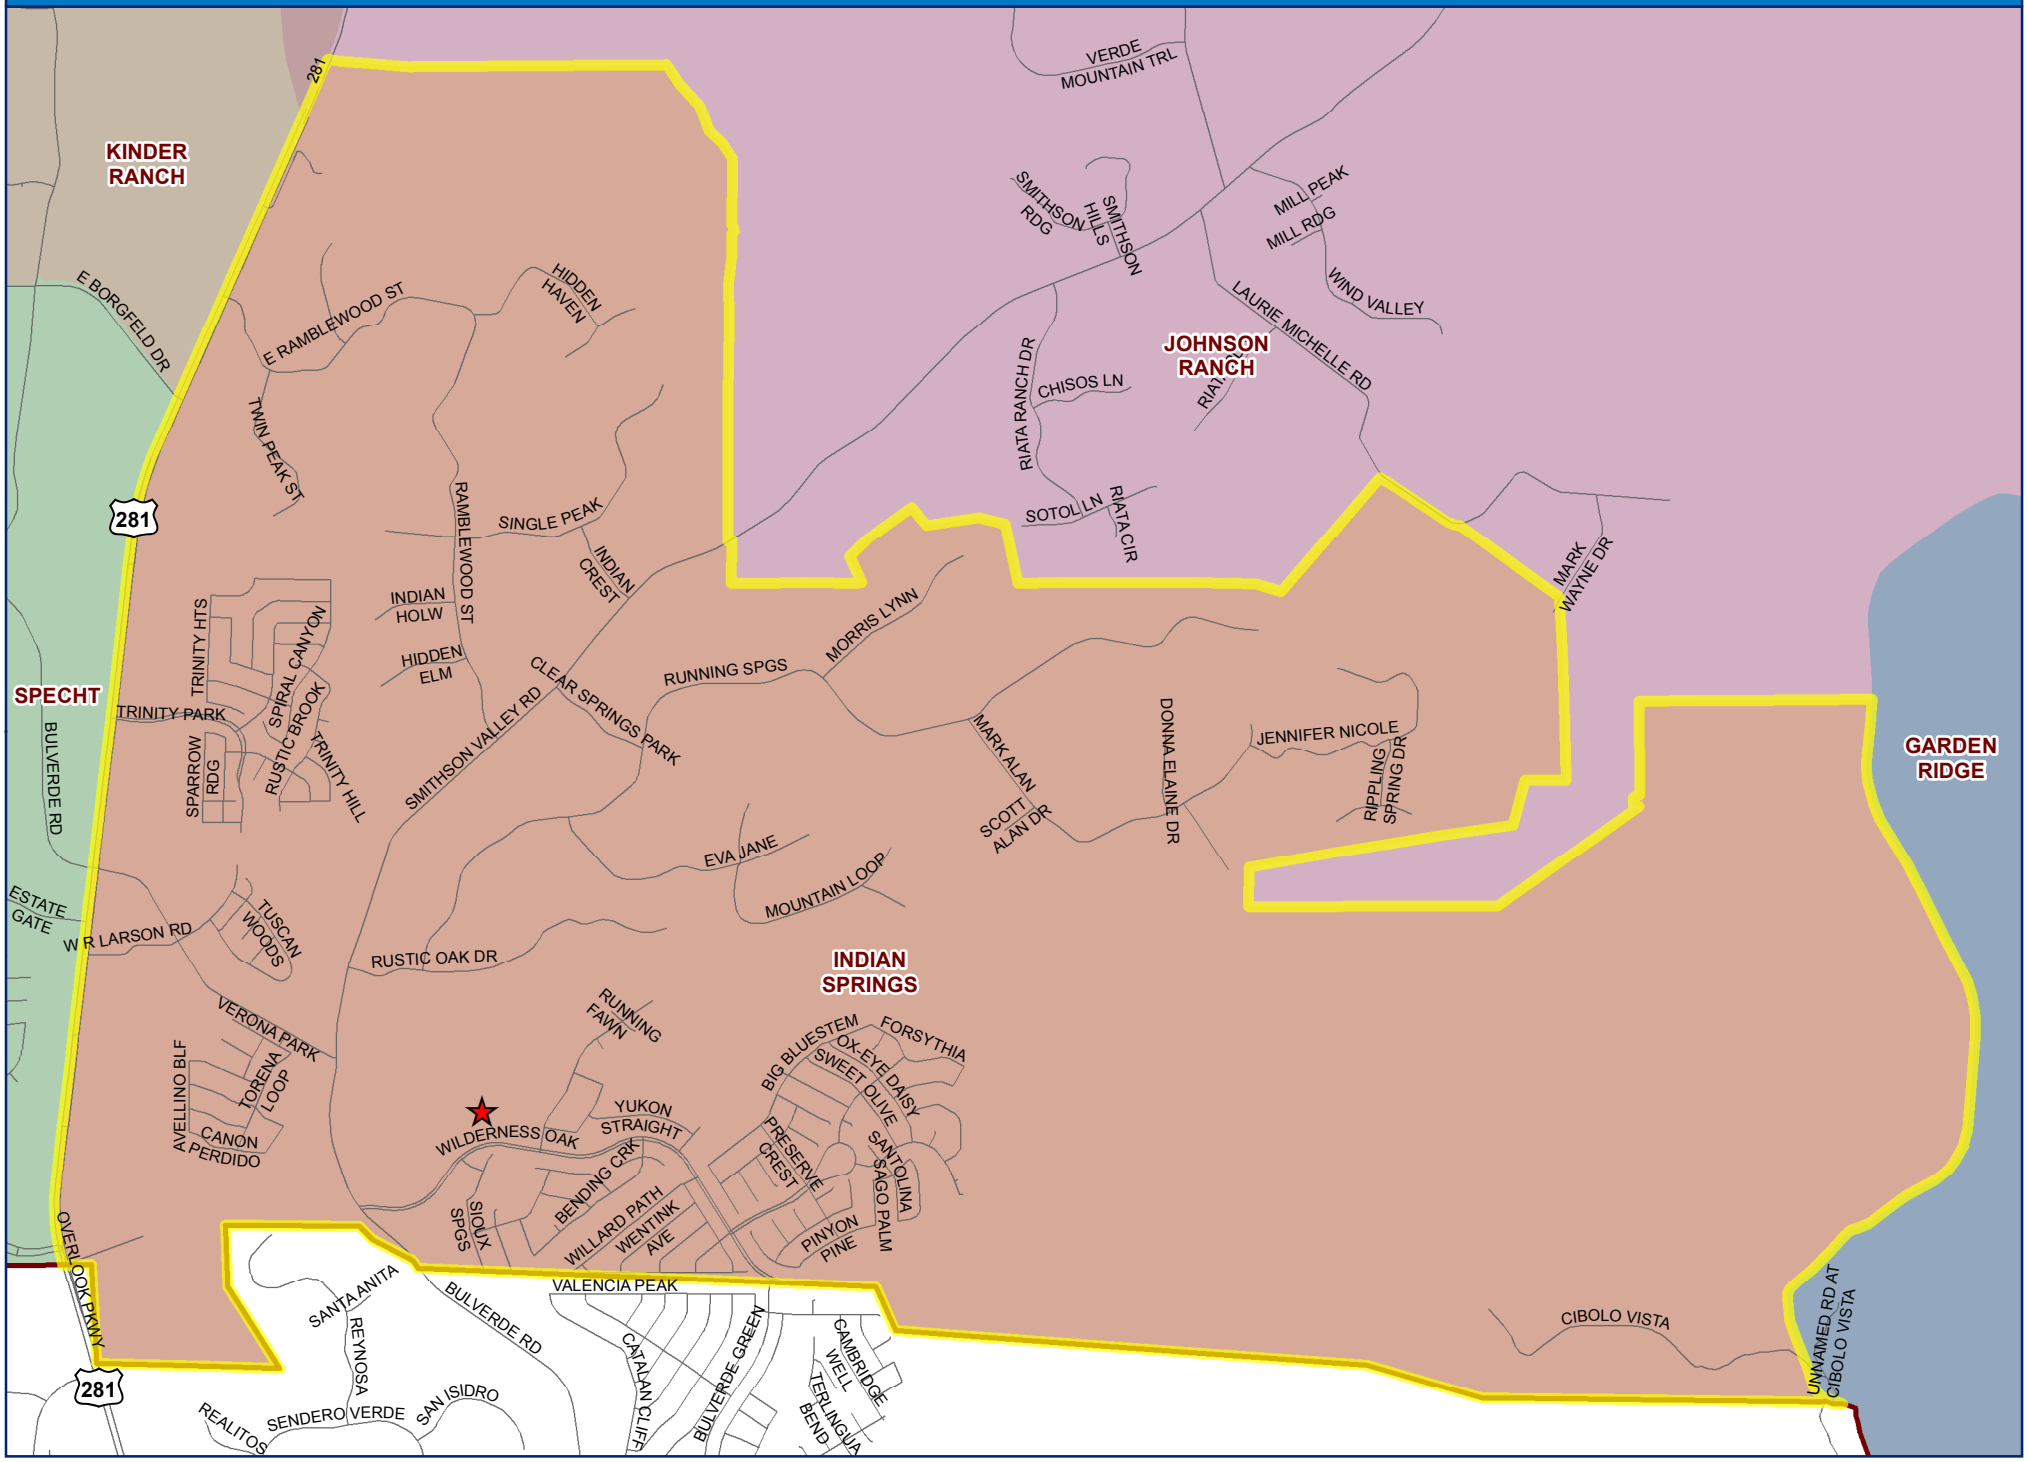 281
VERDE
MOUNTAIN TRL
KINDER
RANCH
SMITHSON
RDG
SMITHSON
HILLS
MILL PEAK
MILL RDG
WIND VALLEY
E BORGFELD DR
E RAMBLEWOOD ST
HIDDEN
HAVEN
LAURIE MICHELLE RD
JOHNSON
RANCH
RIATA RANCH DR
CHISOS LN
TWIN PEAK ST
281
RAMBLEWOOD ST
SINGLE PEAK
SOTOL LN
RIATA CIR
INDIAN
CREST
MARK
WAYNE DR
INDIAN
HOLW
TRINITY HTS
SPIRAL CANYON
MORRIS LYNN
HIDDEN
ELM
CLEAR SPRINGS PARK
RUNNING SPGS
SPECHT
TRINITY PARK
RUSTIC BROOK
SMITHSON VALLEY RD
BULVERDE RD
SPARROW
RDG
TRINITY HILL
MARK ALAN
DONNA ELAINE DR
JENNIFER NICOLE
RIPPLING
SPRING DR
GARDEN
RIDGE
SCOTT
ALAN DR
EVA JANE
MOUNTAIN LOOP
ESTATE
GATE
W R LARSON RD
TUSCAN
WOODS
RUSTIC OAK DR
INDIAN
SPRINGS
RUNNING
FAWN
VERONA PARK
AVELLINO BLF
TORENA
LOOP
CANON
PERDIDO
BIG BLUESTEM
FORSYTHIA
OX-EYE DAISY
SWEET OLIVE
YUKON
STRAIGHT
WILDERNESS OAK
PRESERVE
CREST
SANTOLINA
SAGO PALM
BENDING CRK
SIOUX
SPGS
WILLARD PATH
WENTINK
AVE
PINYON
PINE
OVERLOOK PKWY
SANTA ANITA
BULVERDE RD
VALENCIA PEAK
REYNOSA
CATALAN CLIFF
BULVERDE GREEN
CAMBRIDGE
WELL
CIBOLO VISTA
UNNAMED RD AT
CIBOLO VISTA
281
REALITOS
SENDERO VERDE
SAN ISIDRO
TERLINGUA
BEND